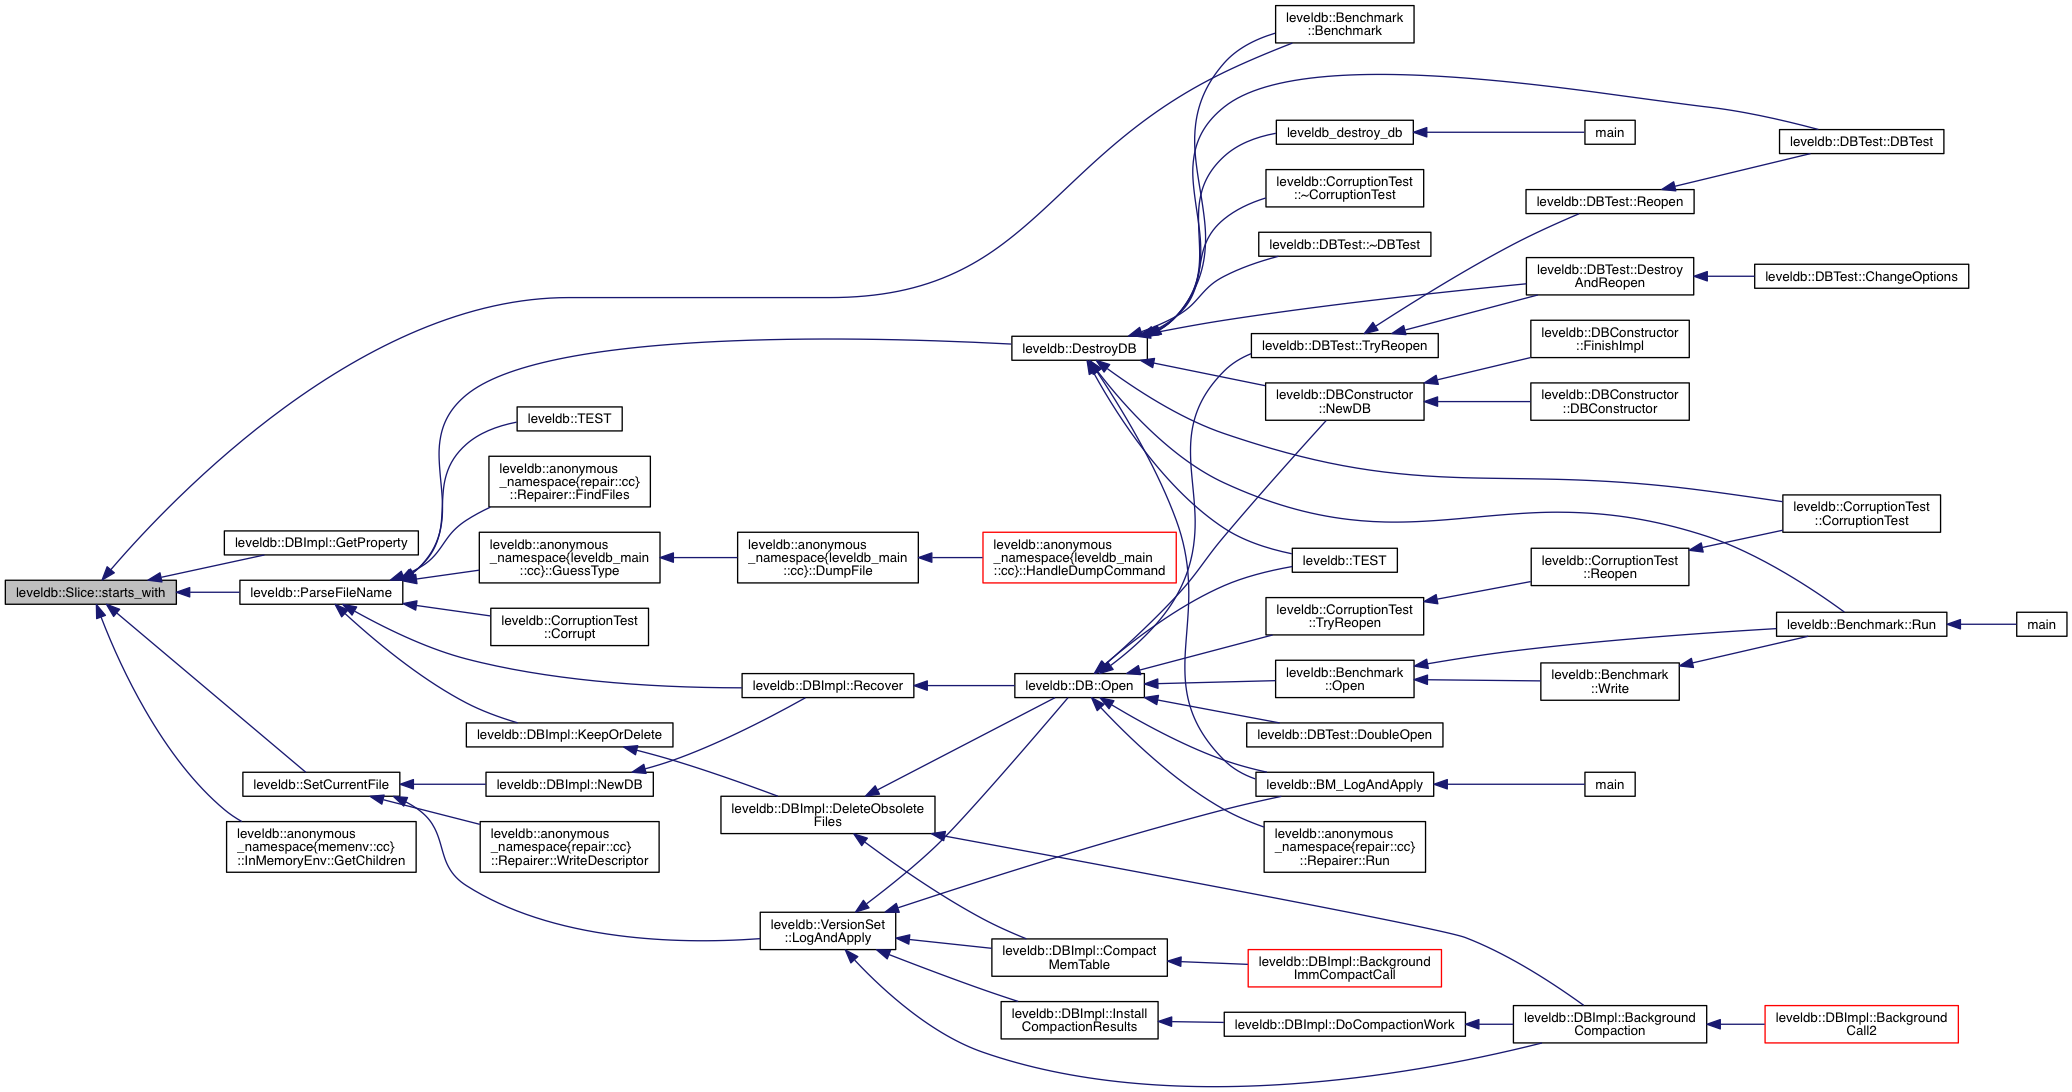 leveldb::Benchmark
::Benchmark
leveldb_destroy_db
main
leveldb::DBTest::DBTest
leveldb::CorruptionTest
::~CorruptionTest
leveldb::DBTest::Reopen
leveldb::DBTest::~DBTest
leveldb::DBTest::Destroy
AndReopen
leveldb::DBTest::ChangeOptions
leveldb::DestroyDB
leveldb::DBTest::TryReopen
leveldb::DBConstructor
::FinishImpl
leveldb::DBConstructor
::NewDB
leveldb::DBConstructor
::DBConstructor
leveldb::TEST
leveldb::anonymous
_namespace{repair::cc}
::Repairer::FindFiles
leveldb::CorruptionTest
::CorruptionTest
leveldb::DBImpl::GetProperty
leveldb::anonymous
_namespace{leveldb_main
::cc}::GuessType
leveldb::anonymous
_namespace{leveldb_main
::cc}::DumpFile
leveldb::anonymous
_namespace{leveldb_main
::cc}::HandleDumpCommand
leveldb::TEST
leveldb::CorruptionTest
::Reopen
leveldb::Slice::starts_with
leveldb::ParseFileName
leveldb::CorruptionTest
::Corrupt
leveldb::CorruptionTest
::TryReopen
leveldb::Benchmark::Run
main
leveldb::DBImpl::Recover
leveldb::DB::Open
leveldb::Benchmark
::Open
leveldb::Benchmark
::Write
leveldb::DBImpl::KeepOrDelete
leveldb::DBTest::DoubleOpen
leveldb::SetCurrentFile
leveldb::DBImpl::NewDB
leveldb::BM_LogAndApply
main
leveldb::DBImpl::DeleteObsolete
Files
leveldb::anonymous
_namespace{memenv::cc}
::InMemoryEnv::GetChildren
leveldb::anonymous
_namespace{repair::cc}
::Repairer::WriteDescriptor
leveldb::anonymous
_namespace{repair::cc}
::Repairer::Run
leveldb::VersionSet
::LogAndApply
leveldb::DBImpl::Compact
MemTable
leveldb::DBImpl::Background
ImmCompactCall
leveldb::DBImpl::Install
CompactionResults
leveldb::DBImpl::DoCompactionWork
leveldb::DBImpl::Background
Compaction
leveldb::DBImpl::Background
Call2